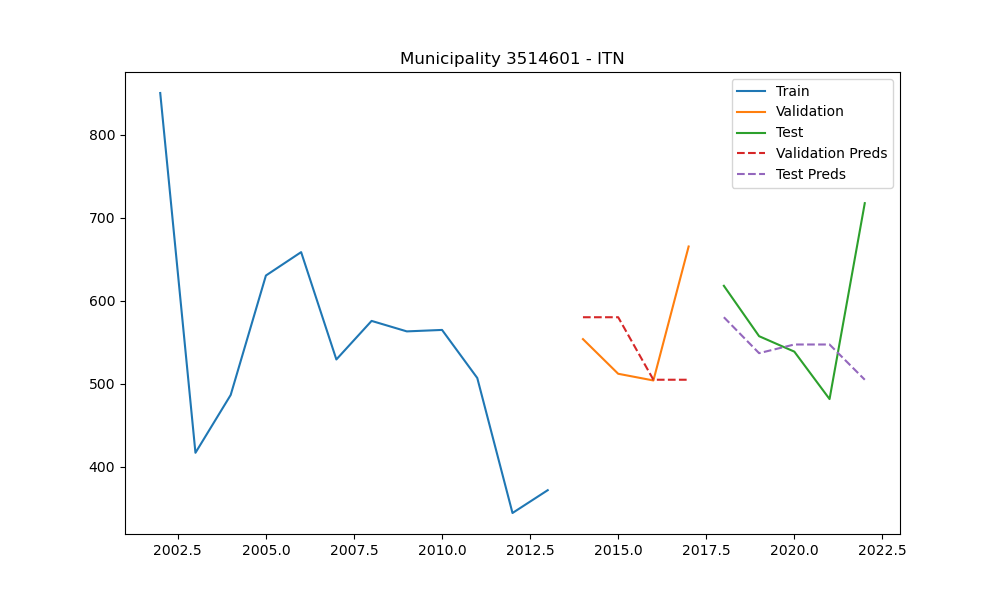 Municipality 3514601 - ITN
Train
Validation
Test
Validation Preds
Test Preds
800
700
600
500
400
2002.5 2005.0 2007.5 2010.0 2012.5 2015.0 2017.5 2020.0 2022.5